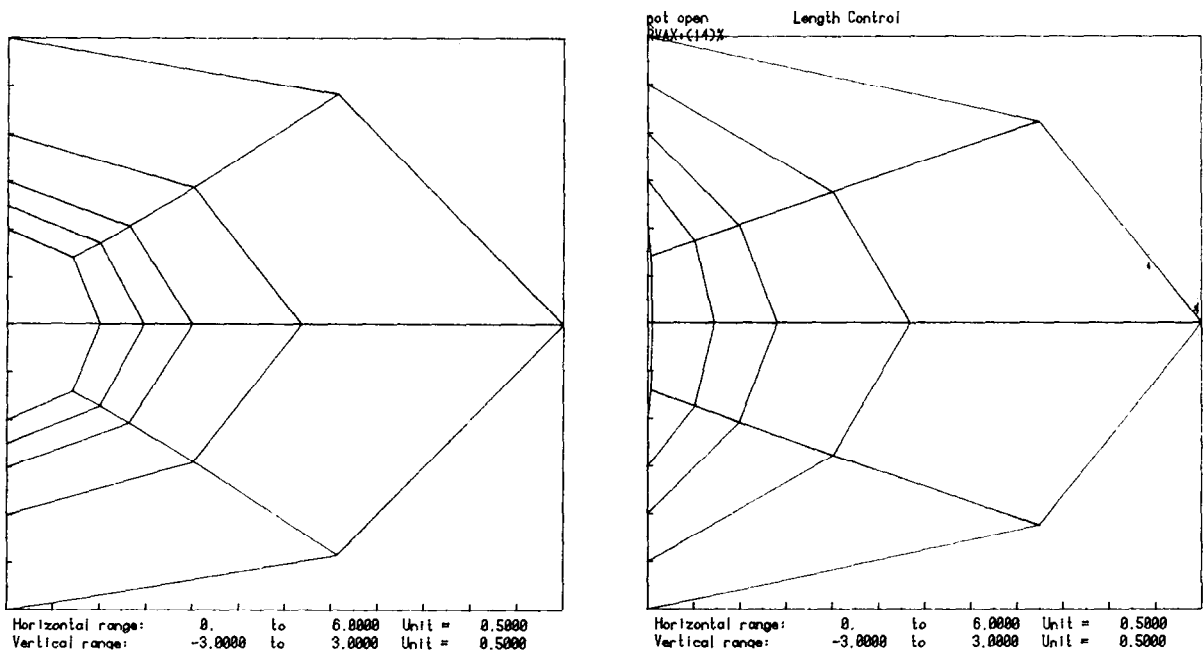 not open Length Control
Horizontal range: 0. to 6.0000 Unit = 0.5000
Vertical range: -3.0000 to 3.0000 Unit = 0.5000
Horizontal range: 0. to 6.0000 Unit = 0.5000
Vertical range: -3.0000 to 3.0000 Unit = 0.5000